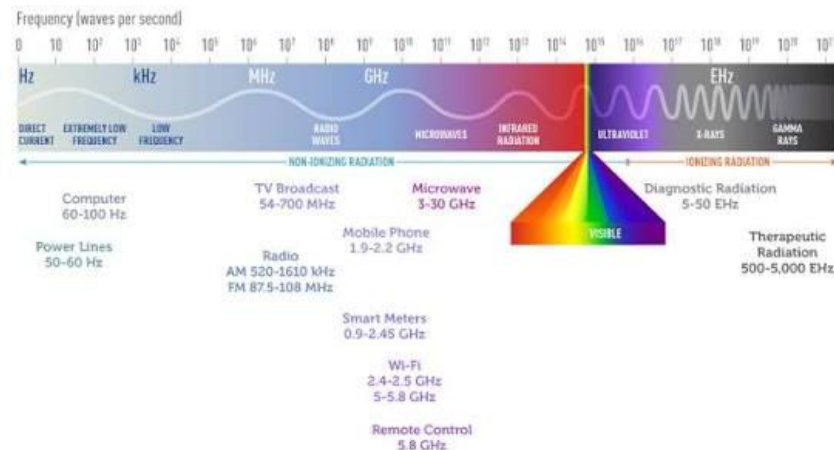 Frequency (waves per second)
0 10 10² 10³ 10⁴ 10⁵ 10⁶ 10⁷ 10⁸ 10⁹ 10¹⁰ 10¹¹ 10¹² 10¹³ 10¹⁴ 10¹⁵ 10¹⁶ 10¹⁷ 10¹⁸ 10¹⁹ 10²⁰
Hz kHz MHz GHz EHz
DIRECT CURRENT
EXTREMELY LOW FREQUENCY
LOW FREQUENCY
RADIO WAVES
MICROWAVES
INFRARED RADIATION
ULTRAVIOLET
X-RAYS
GAMMA RAYS
NON-IONIZING RADIATION
IONIZING RADIATION
Computer
60-100 Hz
TV Broadcast
54-700 MHz
Microwave
3-30 GHz
Diagnostic Radiation
5-50 EHz
Power Lines
50-60 Hz
Mobile Phone
1.9-2.2 GHz
VISIBLE
Therapeutic
Radiation
500-5,000 EHz
Radio
AM 520-1610 kHz
FM 87.5-108 MHz
Smart Meters
0.9-2.45 GHz
Wi-Fi
2.4-2.5 GHz
5-5.8 GHz
Remote Control
5.8 GHz